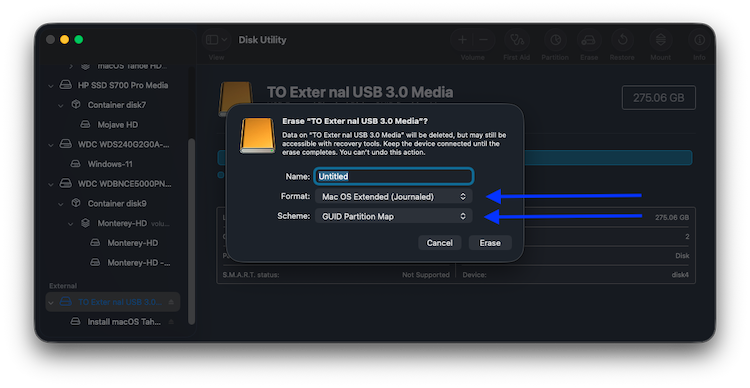 Disk Utility
View
Volume
First Aid
Partition
Erase
Restore
Mount
Info
macOS Tahoe HD...
HP SSD S700 Pro Media
Container disk7
Mojave HD
WDC WDS240G2G0A-...
Windows-11
WDC WDBNCE5000PN...
Container disk9
Monterey-HD volu...
Monterey-HD
Monterey-HD -...
External
TO Exter nal USB 3.0...
Install macOS Tah...
TO Exter nal USB 3.0 Media
275.06 GB
Erase “TO Exter nal USB 3.0 Media”?
Data on “TO Exter nal USB 3.0 Media” will be deleted, but may still be
accessible with recovery tools. Keep the device connected until the
erase completes. You can’t undo this action.
Name: Untitled
Format: Mac OS Extended (Journaled)
Scheme: GUID Partition Map
Cancel
Erase
275.06 GB
2
Disk
S.M.A.R.T. status: Not Supported
Device: disk4